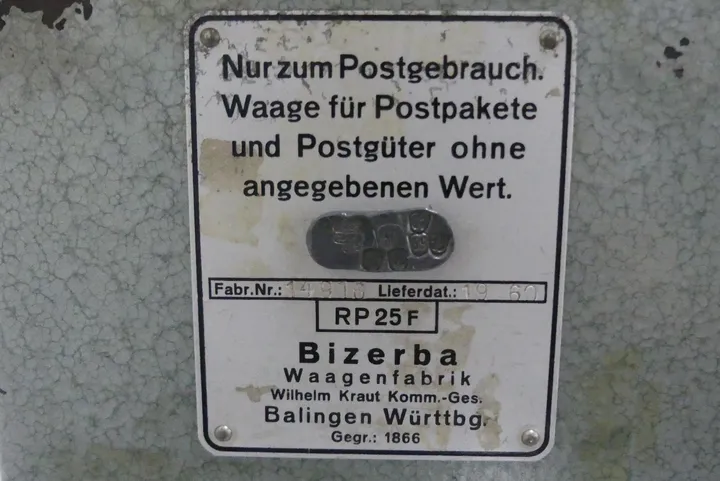 Nur zum Postgebrauch.
Waage für Postpakete
und Postgüter ohne
angegebenen Wert.
Fabr.Nr.: Lieferdat.: 19 60
RP 25 F
Bizerba
Waagenfabrik
Wilhelm Kraut Komm.-Ges.
Balingen Württbg.
Gegr.: 1866